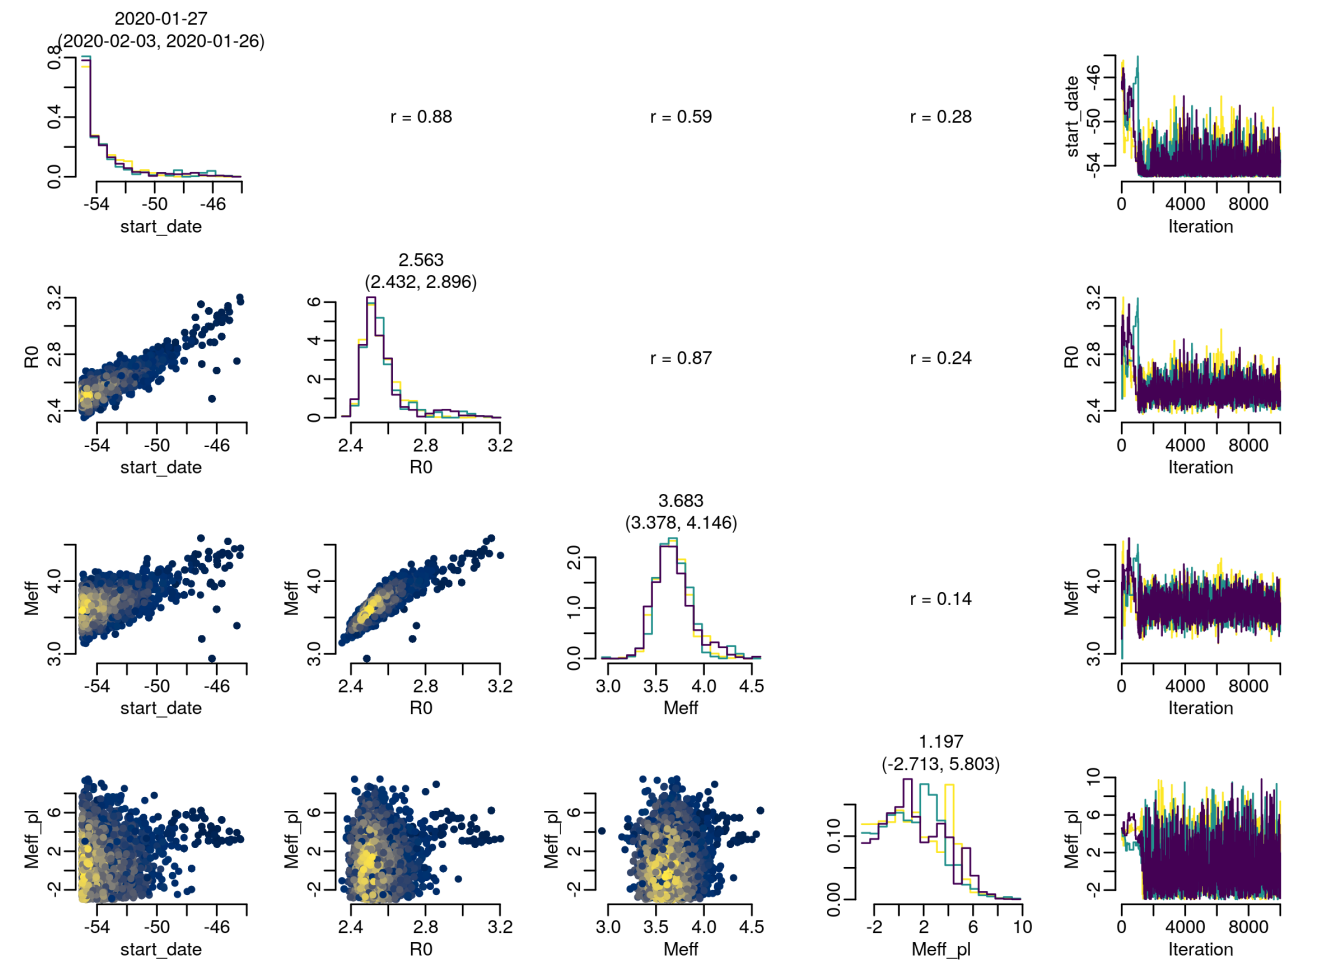 2020-01-27
(2020-02-03, 2020-01-26)
0.8
0.4
0.0
-54 -50 -46
start_date
r = 0.88
r = 0.59
r = 0.28
start_date
-46
-50
-54
0 4000 8000
Iteration
R0
3.2
2.8
2.4
-54 -50 -46
start_date
2.563
(2.432, 2.896)
6
4
2
0
2.4 2.8 3.2
R0
r = 0.87
r = 0.24
R0
3.2
2.8
2.4
0 4000 8000
Iteration
Meff
4.0
3.0
-54 -50 -46
start_date
Meff
4.0
3.0
2.4 2.8 3.2
R0
3.683
(3.378, 4.146)
2.0
1.0
0.0
3.0 3.5 4.0 4.5
Meff
r = 0.14
Meff
4.0
3.0
0 4000 8000
Iteration
Meff_pl
6
2
-2
-54 -50 -46
start_date
Meff_pl
6
2
-2
2.4 2.8 3.2
R0
Meff_pl
6
2
-2
3.0 3.5 4.0 4.5
Meff
1.197
(-2.713, 5.803)
0.10
0.00
-2 2 6 10
Meff_pl
Meff_pl
10
6
2
-2
0 4000 8000
Iteration